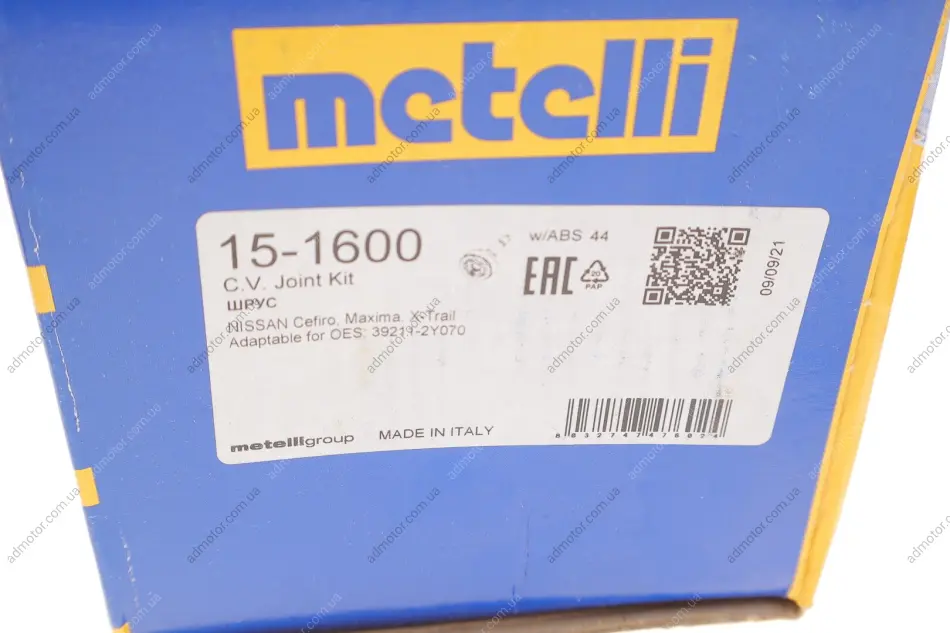 metelli
15-1600
C.V. Joint Kit
ШРУС
NISSAN Cefiro, Maxima, X-Trail
Adaptable for OES: 39211-2Y070
w/ABS 44
EAC
20
PAP
09/09/21
metelligroup
MADE IN ITALY
admotor.com.ua